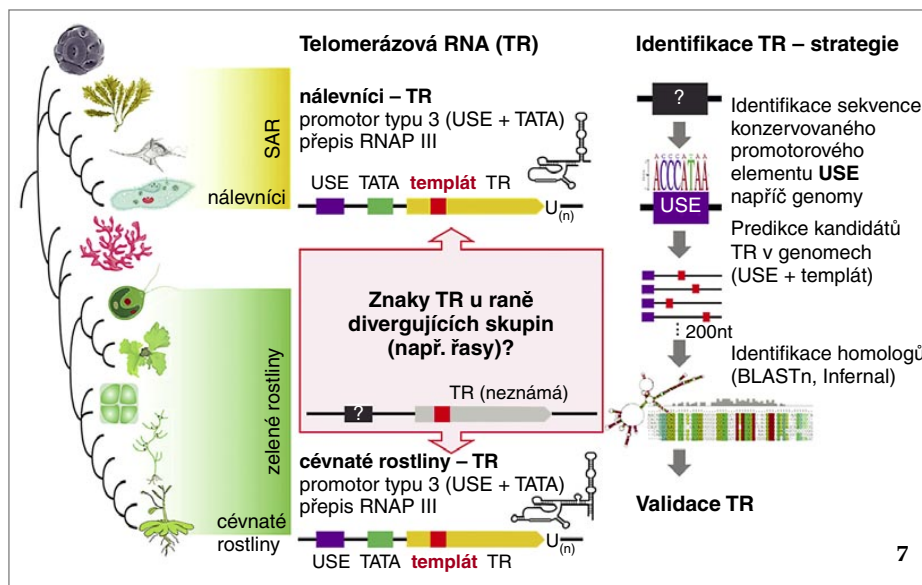 Telomerázová RNA (TR)
nálevníci – TR
promotor typu 3 (USE + TATA)
přepis RNAP III
USE TATA templát TR
U(n)
SAR
nálevníci
Znaky TR u raně
divergujících skupin
(např. řasy)?
TR (neznámá)
?
zelené rostliny
cévnaté
rostliny
cévnaté rostliny – TR
promotor typu 3 (USE + TATA)
přepis RNAP III
U(n)
USE TATA templát TR
Identifikace TR – strategie
?
Identifikace sekvence
konzervovaného
promotorového
elementu USE
napříč genomy
A C C C A T A A
ACCCATAA
USE
Predikce kandidátů
TR v genomech
(USE + templát)
200nt
Identifikace homologů
(BLASTn, Infernal)
Validace TR
7